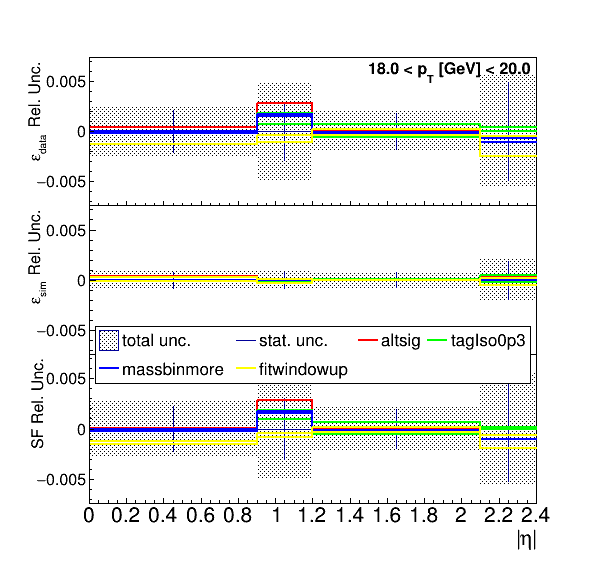 18.0 < p_T [GeV] < 20.0
ε_data Rel. Unc.
0.005
0
−0.005
ε_sim Rel. Unc.
0.005
0
−0.005
total unc. stat. unc. altsig tagIso0p3
massbinmore fitwindowup
SF Rel. Unc.
0.005
0
−0.005
0 0.2 0.4 0.6 0.8 1 1.2 1.4 1.6 1.8 2 2.2 2.4
|η|